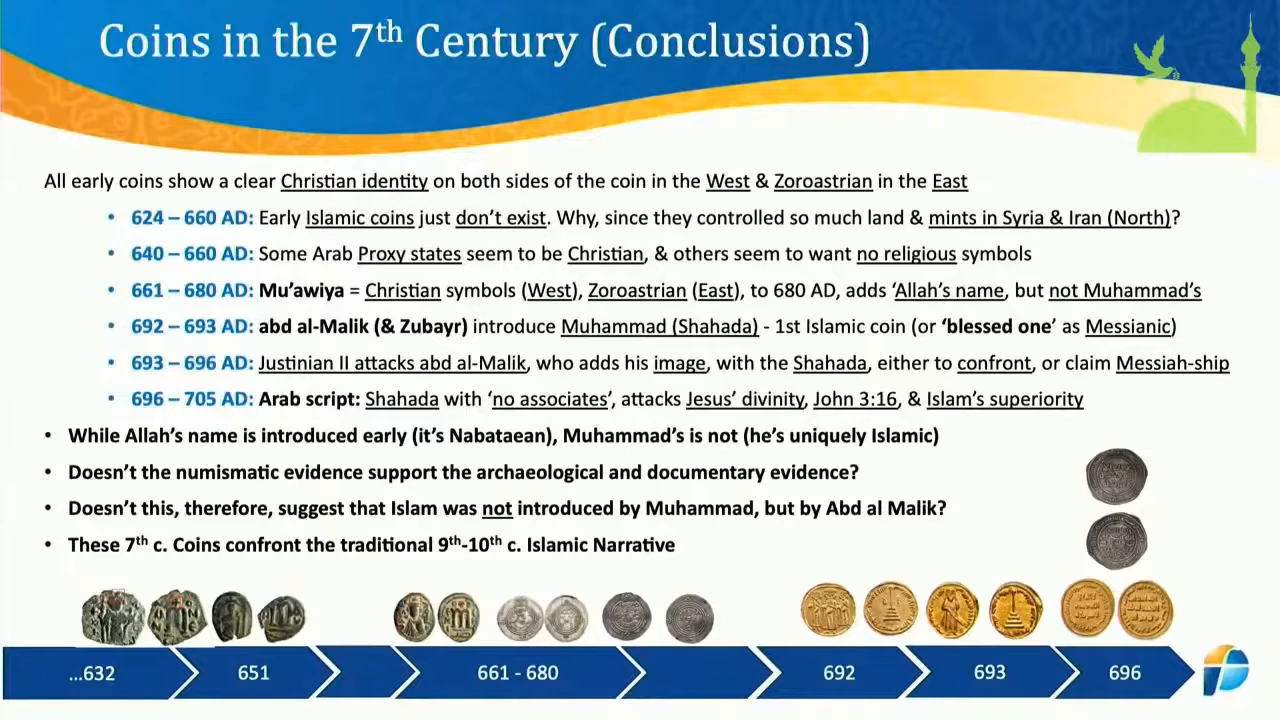 Coins in the 7th Century (Conclusions)
All early coins show a clear Christian identity on both sides of the coin in the West & Zoroastrian in the East
• 624 – 660 AD: Early Islamic coins just don't exist. Why, since they controlled so much land & mints in Syria & Iran (North)?
• 640 – 660 AD: Some Arab Proxy states seem to be Christian, & others seem to want no religious symbols
• 661 – 680 AD: Mu'awiya = Christian symbols (West), Zoroastrian (East), to 680 AD, adds 'Allah's name, but not Muhammad's
• 692 – 693 AD: abd al-Malik (& Zubayr) introduce Muhammad (Shahada) - 1st Islamic coin (or 'blessed one' as Messianic)
• 693 – 696 AD: Justinian II attacks abd al-Malik, who adds his image, with the Shahada, either to confront, or claim Messiah-ship
• 696 – 705 AD: Arab script: Shahada with 'no associates', attacks Jesus' divinity, John 3:16, & Islam's superiority
• While Allah's name is introduced early (it's Nabataean), Muhammad's is not (he's uniquely Islamic)
• Doesn't the numismatic evidence support the archaeological and documentary evidence?
• Doesn't this, therefore, suggest that Islam was not introduced by Muhammad, but by Abd al Malik?
• These 7th c. Coins confront the traditional 9th-10th c. Islamic Narrative
...632
651
661 - 680
692
693
696